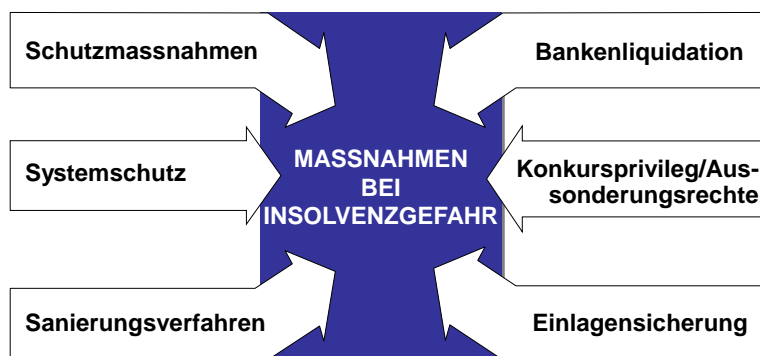 Schutzmassnahmen
Bankenliquidation
Systemschutz
MASSNAHMEN
BEI
INSOLVENZGEFAHR
Konkursprivileg/Aus-
sonderungsrechte
Sanierungsverfahren
Einlagensicherung